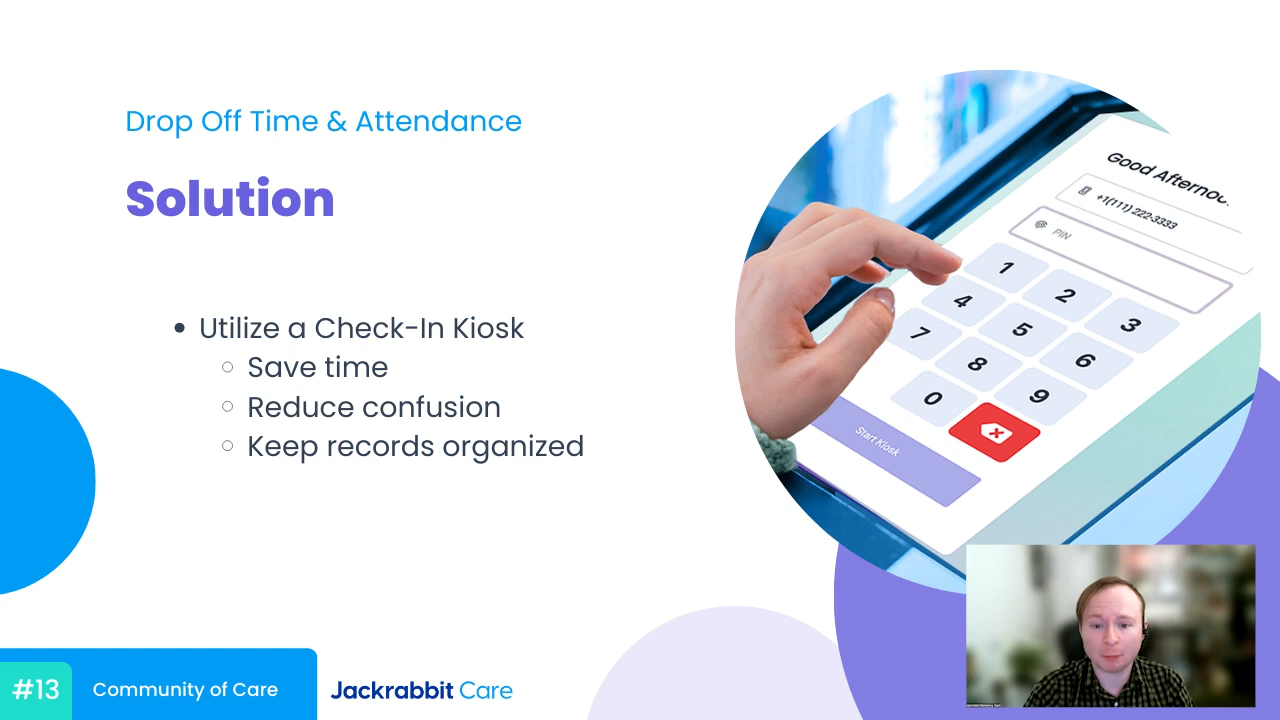 Drop Off Time & Attendance
Solution
Utilize a Check-In Kiosk
Save time
Reduce confusion
Keep records organized
Good Afternou
+1(111) 222-3333
PIN
1
2
3
4
5
6
7
8
9
0
Start Kiosk
#13
Community of Care
Jackrabbit Care